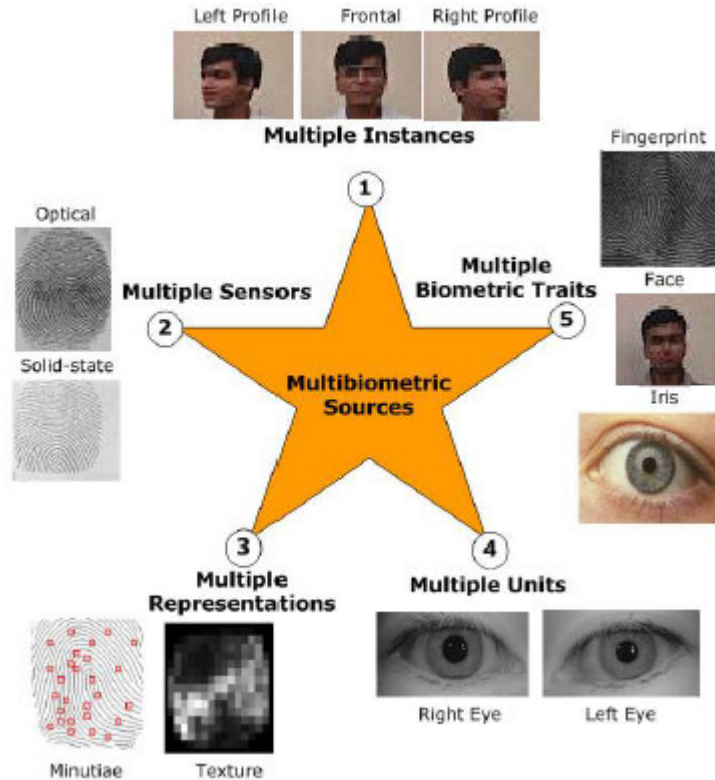 Left Profile
Frontal
Right Profile
Multiple Instances
1
Optical
Multiple Sensors
2
Solid-state
Fingerprint
Multiple
Biometric Traits
Face
5
Iris
Multibiometric
Sources
3
Multiple
Representations
Minutiae
Texture
4
Multiple Units
Right Eye
Left Eye